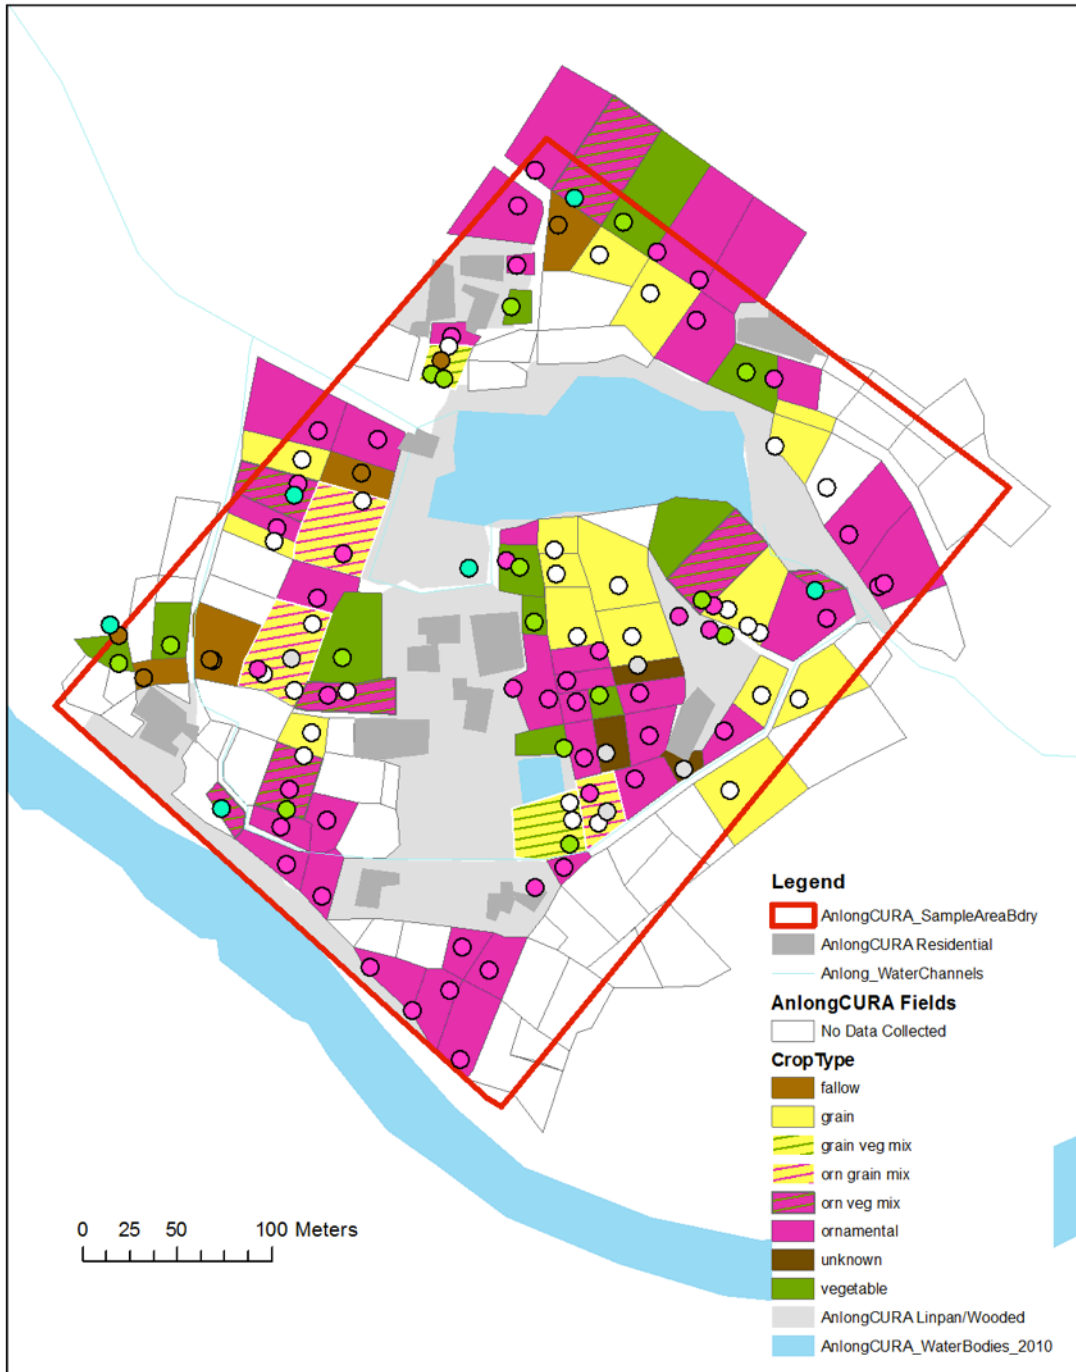 Legend
AnlongCURA_SampleAreaBdry
AnlongCURA Residential
Anlong_WaterChannels
AnlongCURA Fields
No Data Collected
CropType
fallow
grain
grain veg mix
orn grain mix
orn veg mix
ornamental
unknown
vegetable
AnlongCURA Linpan/Wooded
AnlongCURA_WaterBodies_2010
0 25 50 100 Meters